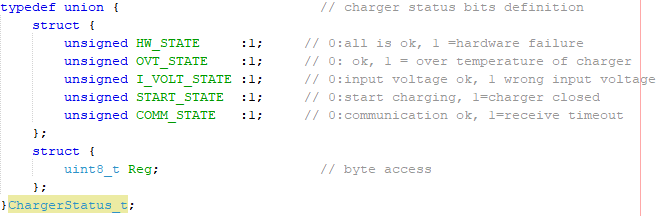 typedef union {                        // charger status bits definition
    struct {
        unsigned HW_STATE     :1;     // 0:all is ok, 1 =hardware failure
        unsigned OVT_STATE    :1;     // 0: ok, 1 = over temperature of charger
        unsigned I_VOLT_STATE :1;     // 0:input voltage ok, 1 wrong input voltage
        unsigned START_STATE  :1;     // 0:start charging, 1=charger closed
        unsigned COMM_STATE   :1;     // 0:communication ok, 1=receive timeout
    };
    struct {
        uint8_t Reg;                   // byte access
    };
}ChargerStatus_t;